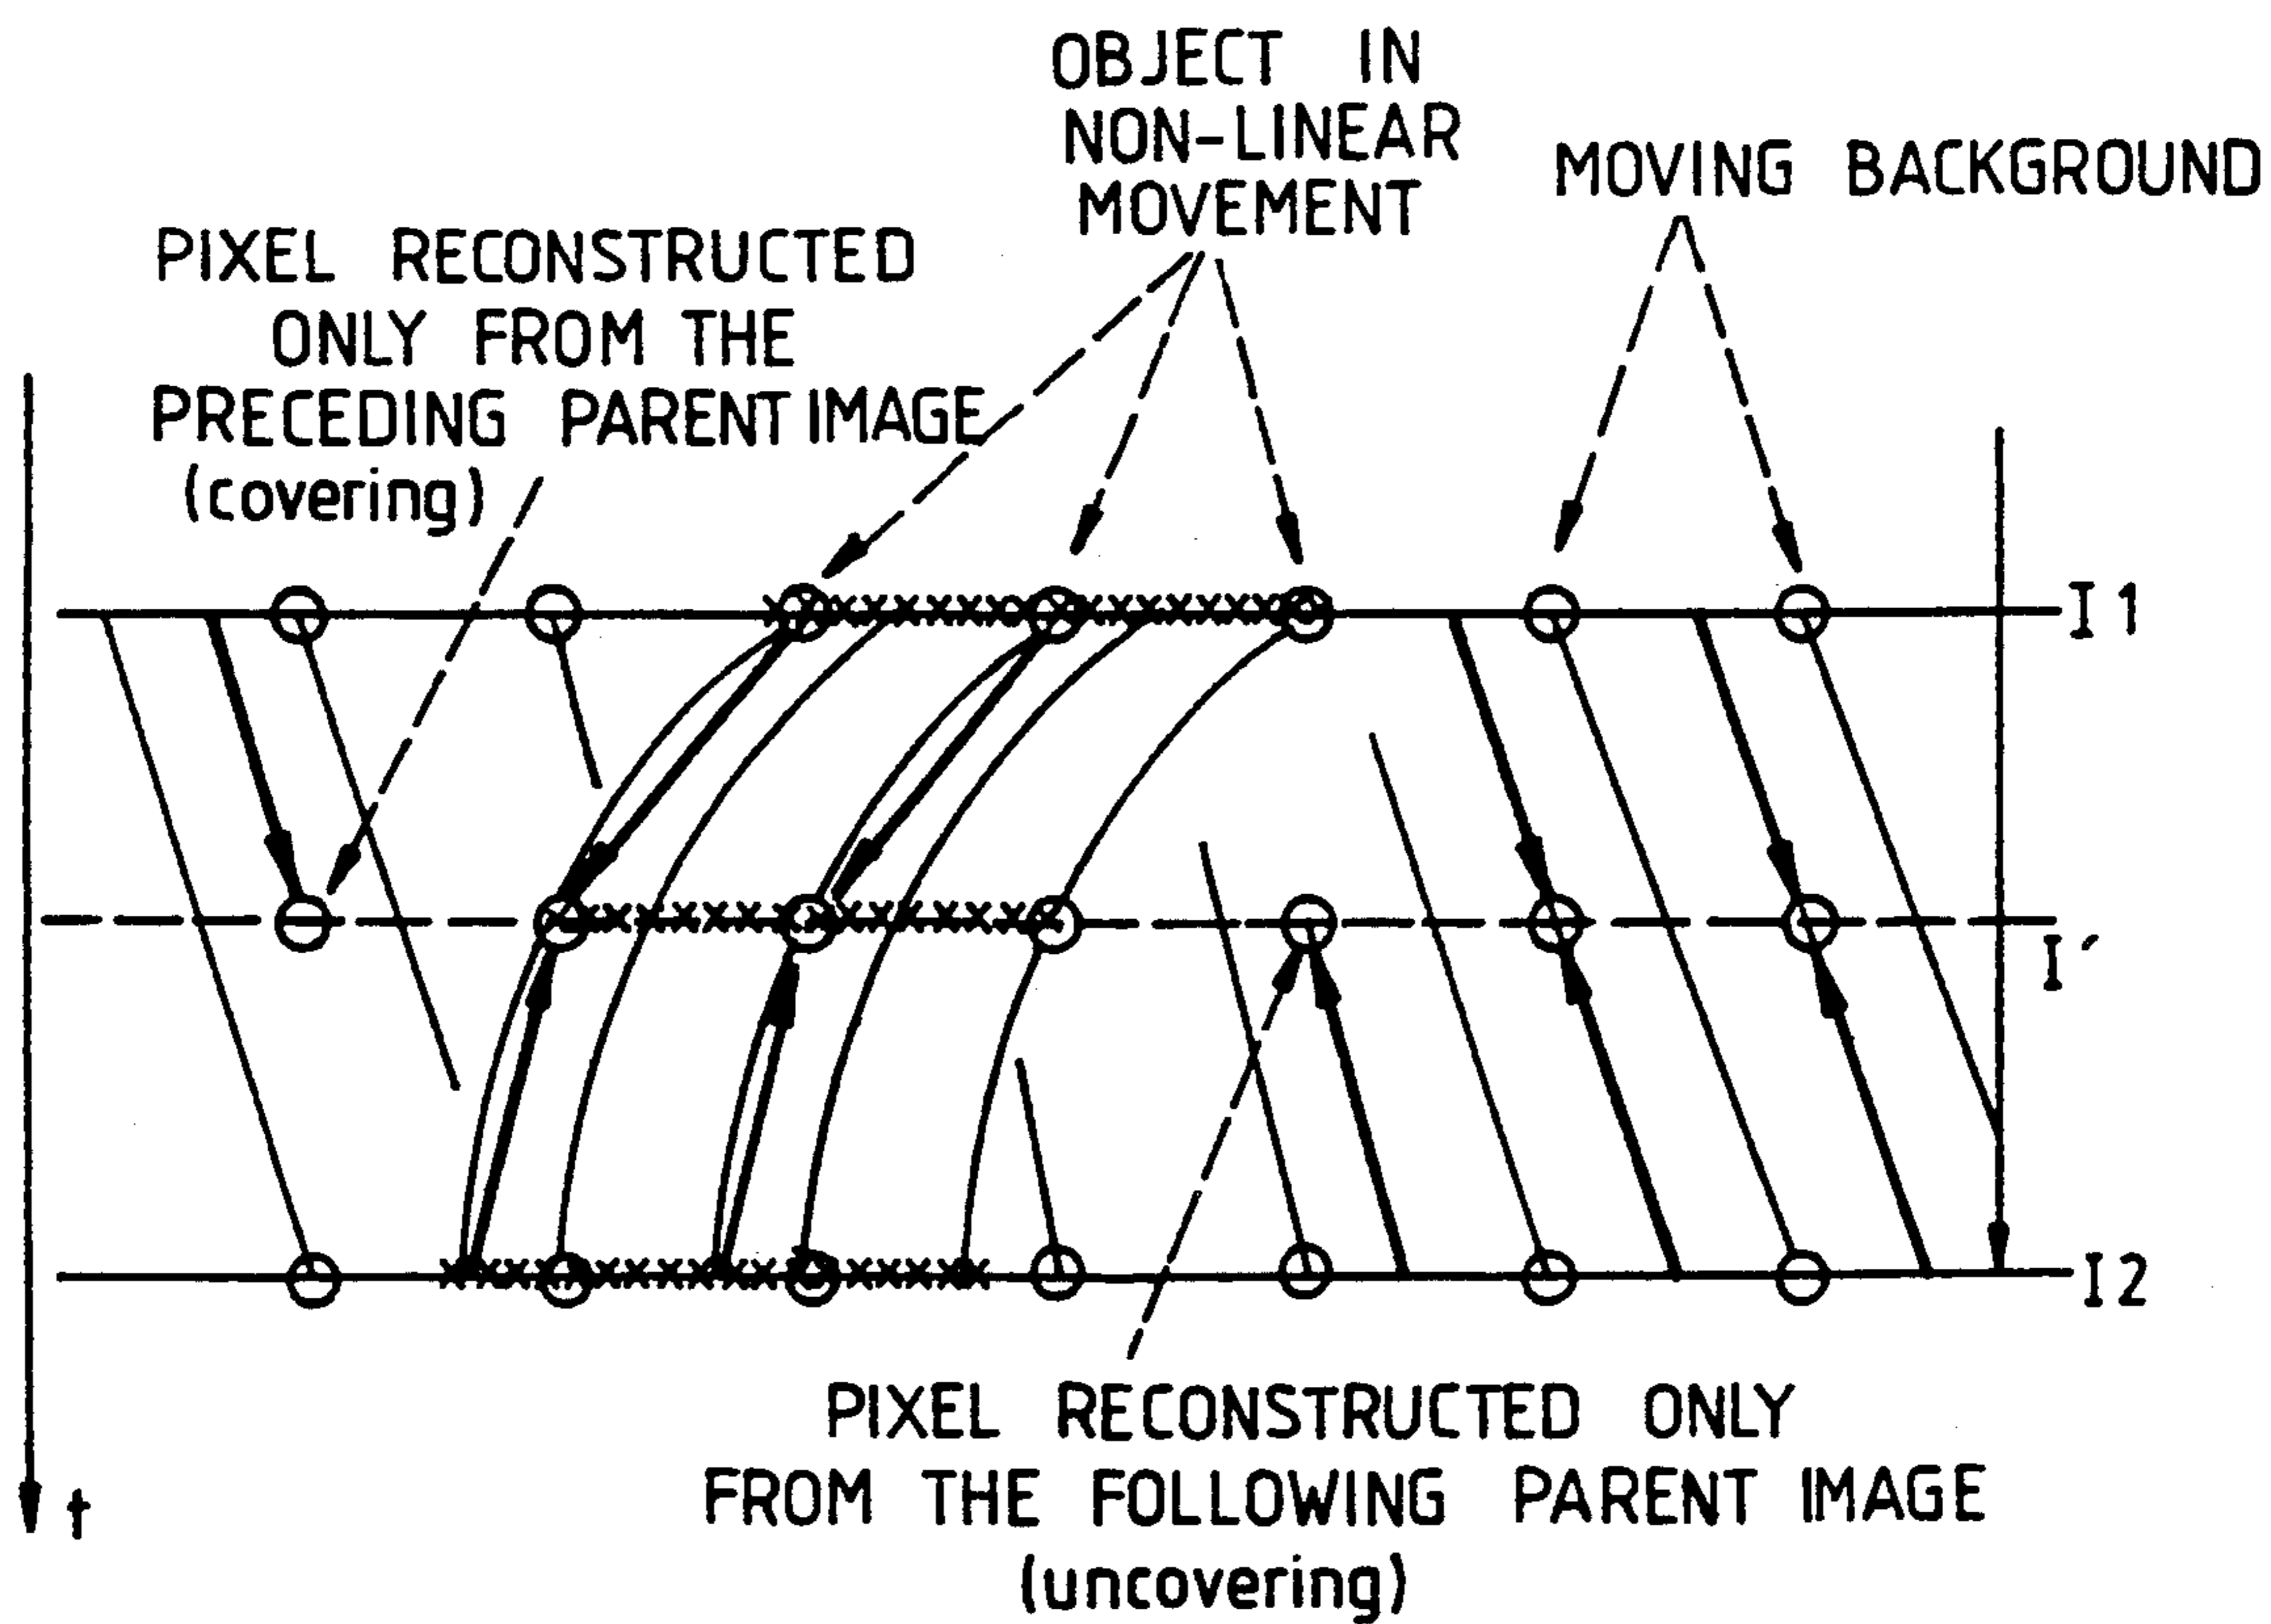 OBJECT IN
NON-LINEAR
MOVEMENT
MOVING BACKGROUND
PIXEL RECONSTRUCTED
ONLY FROM THE
PRECEDING PARENT IMAGE
(covering)
I1
I´
I2
t
PIXEL RECONSTRUCTED ONLY
FROM THE FOLLOWING PARENT IMAGE
(uncovering)